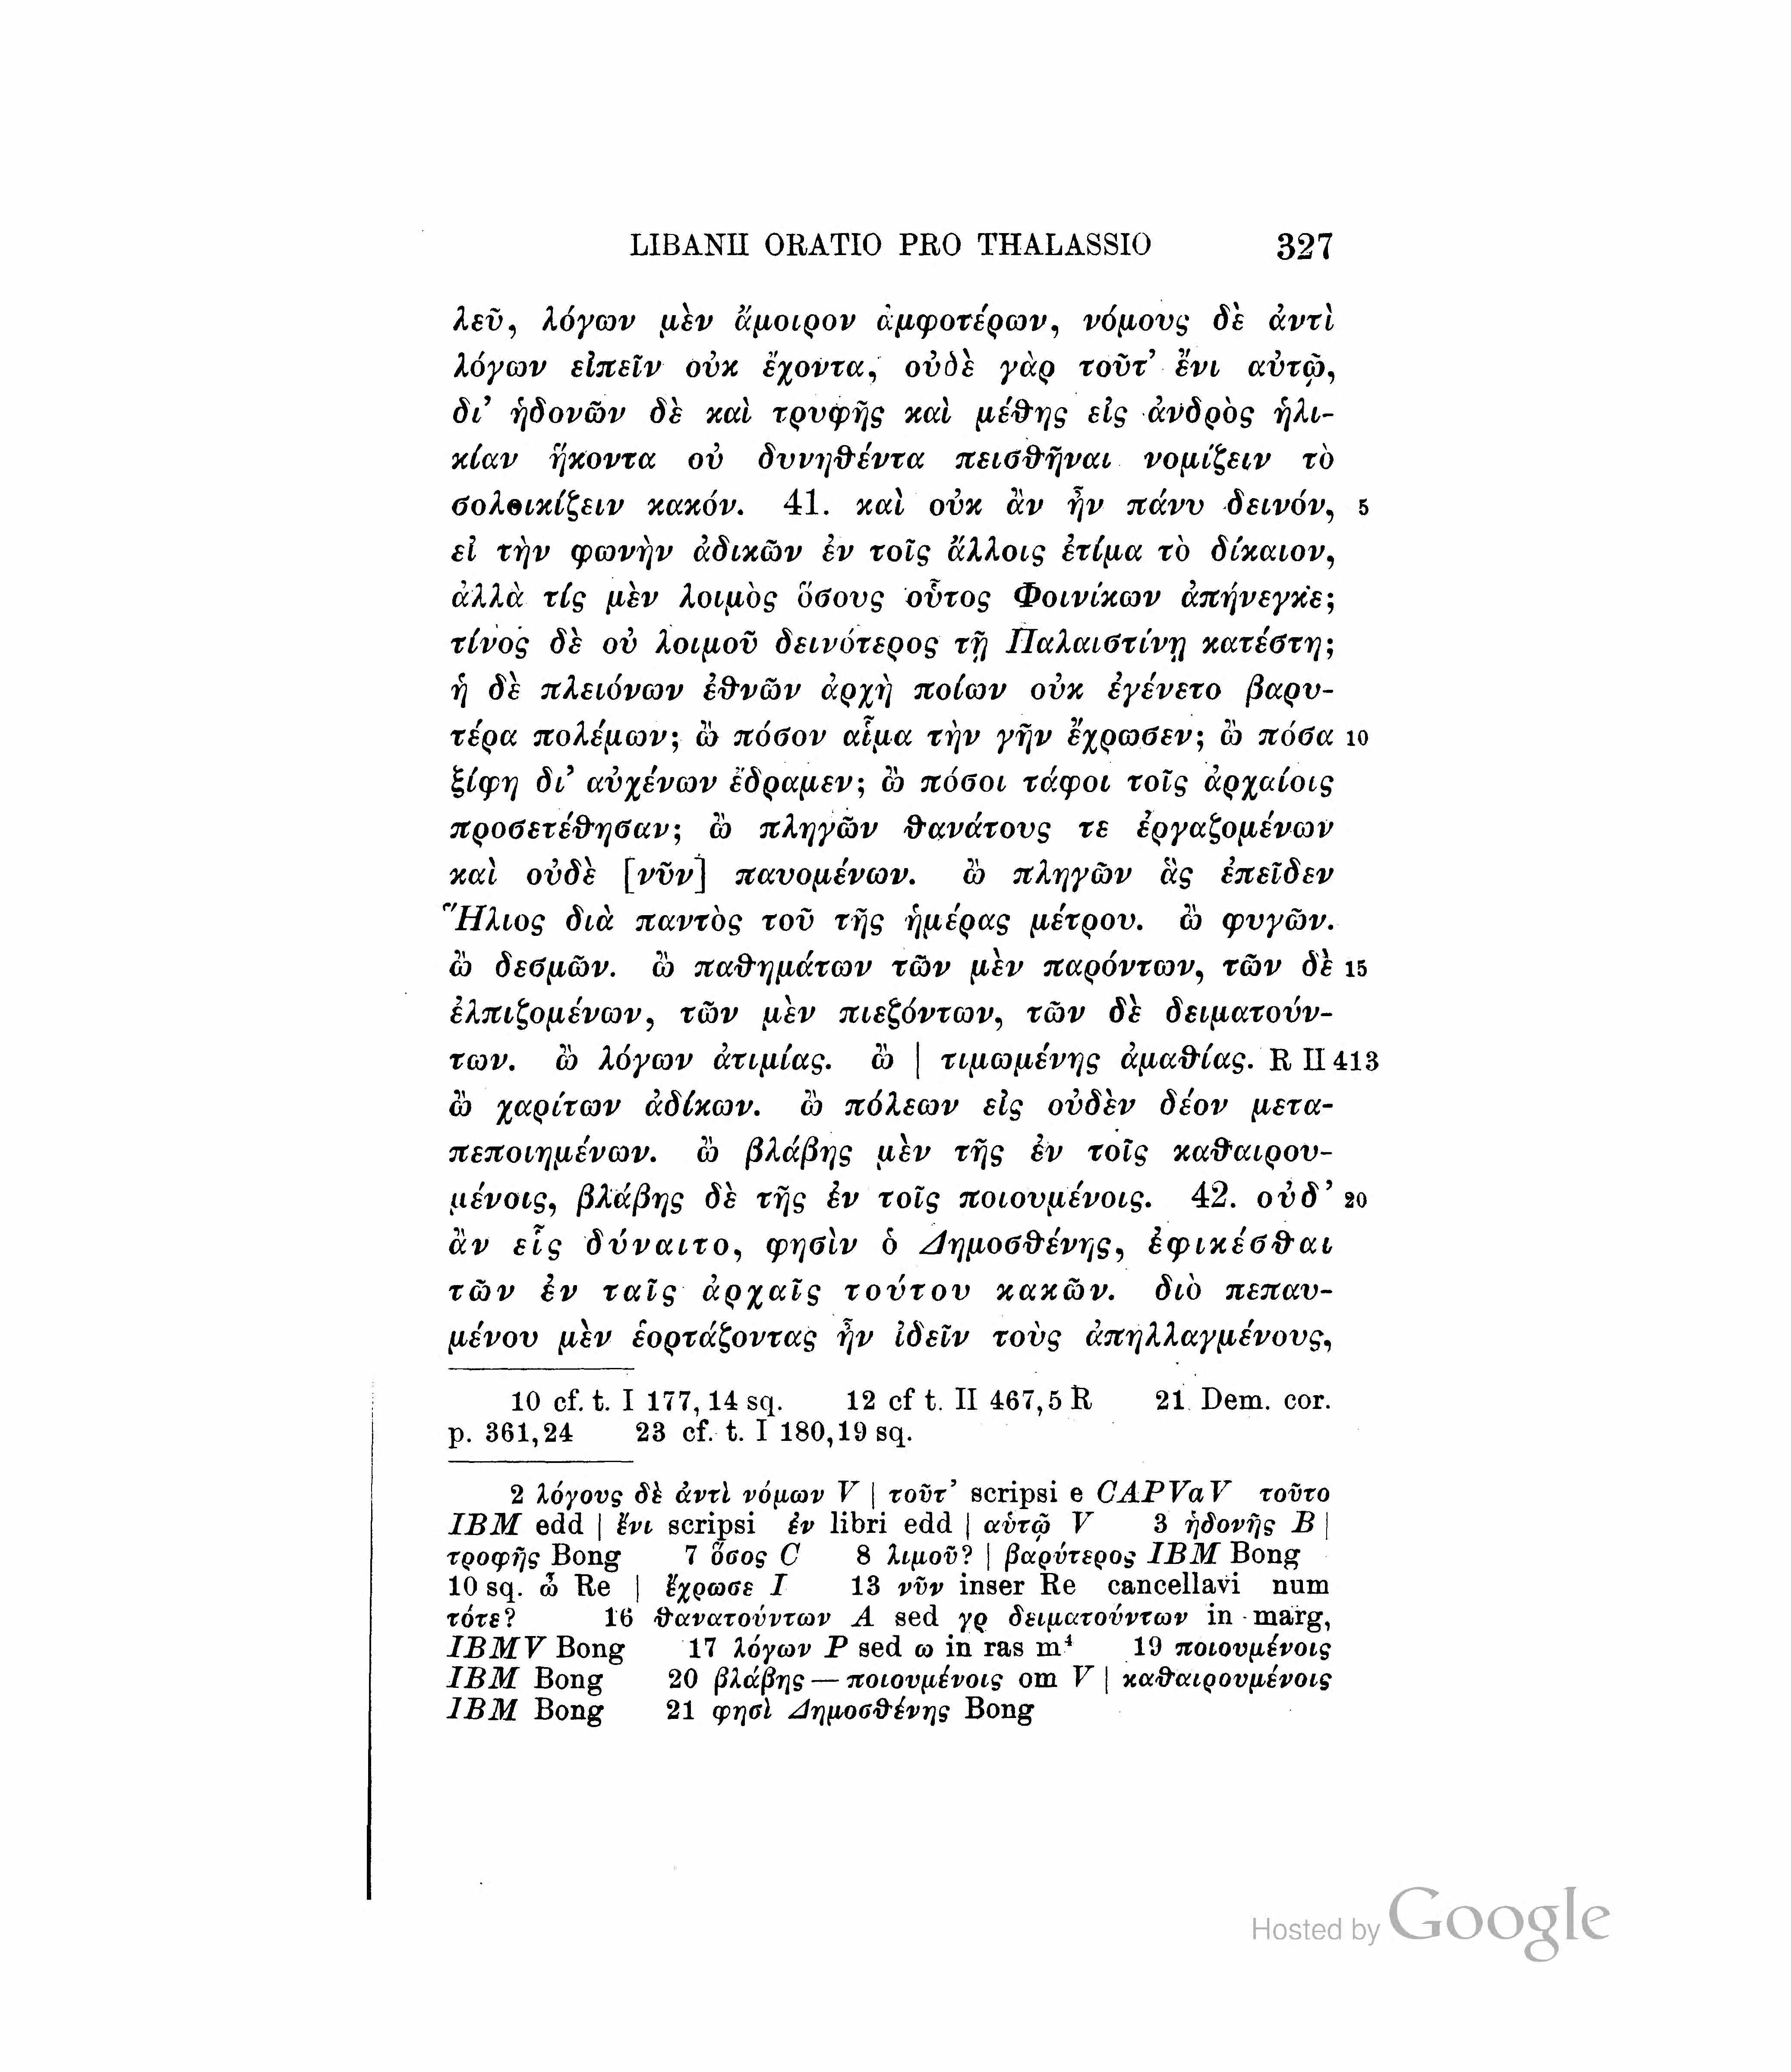 LIBANII ORATIO PRO THALASSIO 327
λεῦ, λόγων μὲν ἄμοιρον ἀμφοτέρων, νόμους δὲ ἀντὶ
λόγων εἰπεῖν οὐκ ἔχοντα, οὐδὲ γὰρ τοῦτ’ ἔνι αὐτῷ,
δι’ ἡδονῶν δὲ καὶ τρυφῆς καὶ μέθης εἰς ἀνδρὸς ἡλι-
κίαν ἥκοντα οὐ δυνηθέντα πεισθῆναι νομίζειν τὸ
σολοικίζειν κακόν. 41. καὶ οὐκ ἂν ἦν πάνυ δεινόν, 5
εἰ τὴν φωνὴν ἀδικῶν ἐν τοῖς ἄλλοις ἐτίμα τὸ δίκαιον,
ἀλλὰ τίς μὲν λοιμὸς ὅσους οὗτος Φοινίκων ἀπήνεγκε;
τίνος δὲ οὐ λοιμοῦ δεινότερος τῇ Παλαιστίνῃ κατέστη;
ἡ δὲ πλειόνων ἐθνῶν ἀρχὴ ποίων οὐκ ἐγένετο βαρυ-
τέρα πολέμων; ὢ πόσον αἷμα τὴν γῆν ἔχρωσεν; ὢ πόσα 10
ξίφη δι’ αὐχένων ἔδραμεν; ὢ πόσοι τάφοι τοῖς ἀρχαίοις
προσετέθησαν; ὢ πληγῶν θανάτους τε ἐργαζομένων
καὶ οὐδὲ [νῦν] παυομένων. ὢ πληγῶν ἃς ἐπεῖδεν
Ἥλιος διὰ παντὸς τοῦ τῆς ἡμέρας μέτρου. ὢ φυγῶν.
ὢ δεσμῶν. ὢ παθημάτων τῶν μὲν παρόντων, τῶν δὲ 15
ἐλπιζομένων, τῶν μὲν πιεζόντων, τῶν δὲ δειματούν-
των. ὢ λόγων ἀτιμίας. ὢ | τιμωμένης ἀμαθίας. R II 413
ὢ χαρίτων ἀδίκων. ὢ πόλεων εἰς οὐδὲν δέον μετα-
πεποιημένων. ὢ βλάβης μὲν τῆς ἐν τοῖς καθαιρου-
μένοις, βλάβης δὲ τῆς ἐν τοῖς ποιουμένοις. 42. οὐδ’ 20
ἂν εἷς δύναιτο, φησὶν ὁ Δημοσθένης, ἐφικέσθαι
τῶν ἐν ταῖς ἀρχαῖς τούτου κακῶν. διὸ πεπαυ-
μένου μὲν ἑορτάζοντας ἦν ἰδεῖν τοὺς ἀπηλλαγμένους,
10 cf. t. I 177,14 sq. 12 cf t. II 467,5 R 21 Dem. cor.
p. 361,24 23 cf. t. I 180,19 sq.
2 λόγους δὲ ἀντὶ νόμων V | τοῦτ’ scripsi e CAPVaV τοῦτο
IBM edd | ἔνι scripsi ἐν libri edd | αὑτῷ V 3 ἡδονῆς B |
τροφῆς Bong 7 ὅσος C 8 λιμοῦ? | βαρύτερος IBM Bong
10 sq. ὦ Re | ἔχρωσε I 13 νῦν inser Re cancellavi num
τότε? 16 θανατούντων A sed γρ δειματούντων in marg,
IBMV Bong 17 λόγων P sed ω in ras m⁴ 19 ποιουμένοις
IBM Bong 20 βλάβης — ποιουμένοις om V | καθαιρουμένοις
IBM Bong 21 φησὶ Δημοσθένης Bong
Hosted by Google